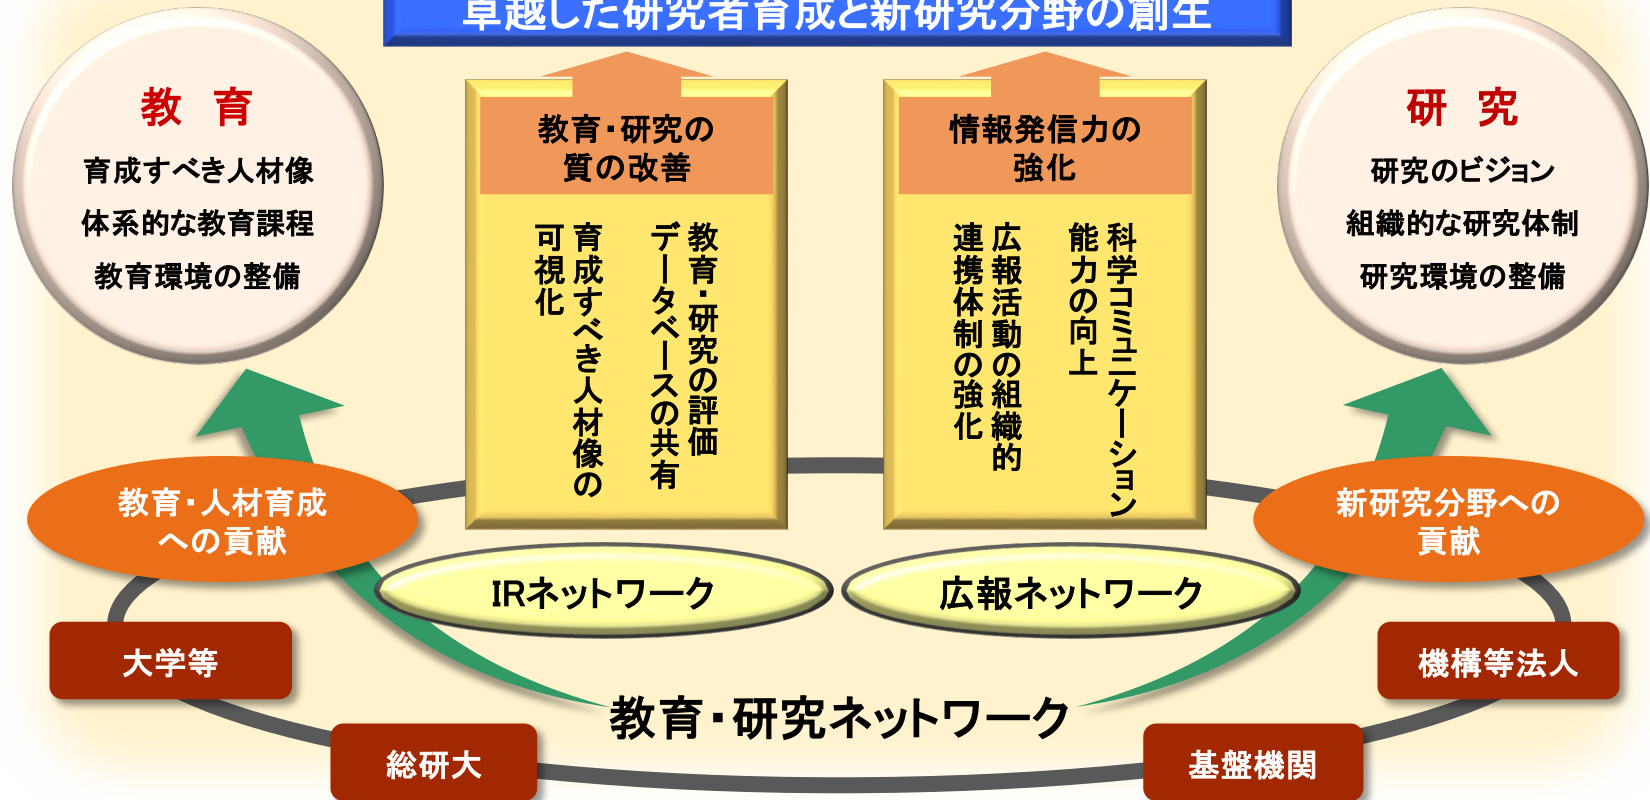 卓越した研究者育成と新研究分野の創生
教　育
育成すべき人材像
体系的な教育課程
教育環境の整備
教育・研究の
質の改善
教育・研究の評価
データベースの共有
育成すべき人材像の
可視化
情報発信力の
強化
科学コミュニケーション
能力の向上
広報活動の組織的
連携体制の強化
研　究
研究のビジョン
組織的な研究体制
研究環境の整備
教育・人材育成
への貢献
新研究分野への
貢献
IRネットワーク
広報ネットワーク
大学等
機構等法人
教育・研究ネットワーク
総研大
基盤機関